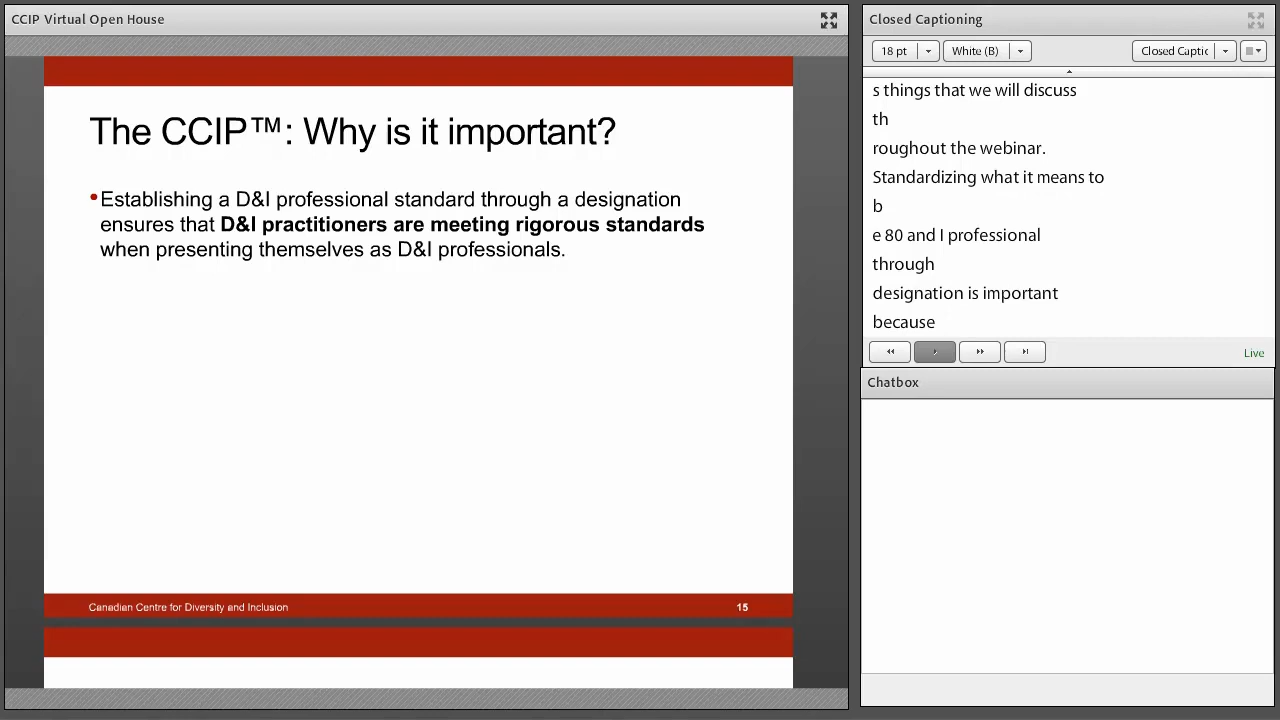 CCIP Virtual Open House
The CCIP™: Why is it important?
•Establishing a D&I professional standard through a designation
ensures that D&I practitioners are meeting rigorous standards
when presenting themselves as D&I professionals.
Canadian Centre for Diversity and Inclusion
15
Closed Captioning
18 pt
White (B)
Closed Captic
s things that we will discuss
th
roughout the webinar.
Standardizing what it means to
b
e 80 and I professional
through
designation is important
because
Live
Chatbox